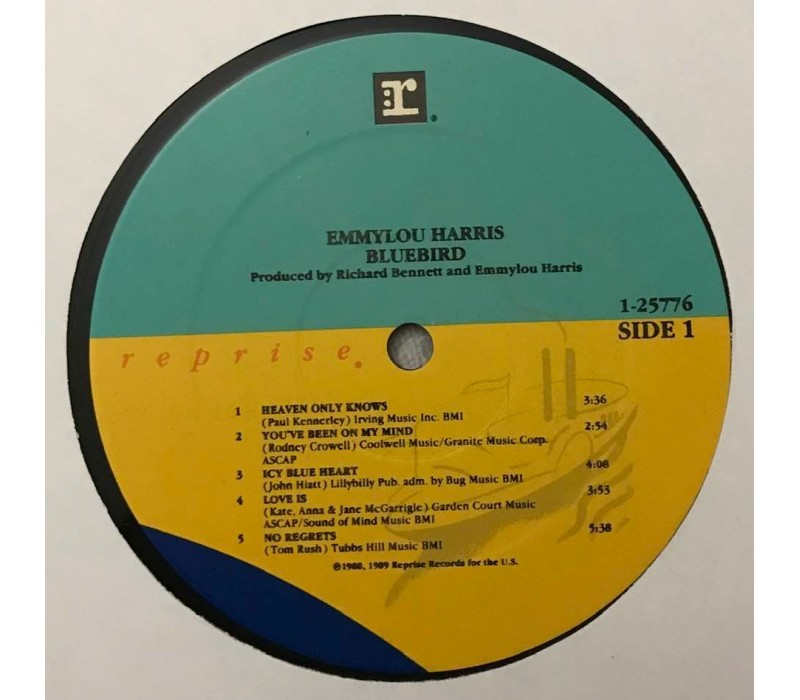 :r.
EMMYLOU HARRIS
BLUEBIRD
Produced by Richard Bennett and Emmylou Harris
1-25776
SIDE 1
reprise.
1 HEAVEN ONLY KNOWS 3:36
(Paul Kennerley) Irving Music Inc. BMI
2 YOU'VE BEEN ON MY MIND 2:54
(Rodney Crowell) Coolwell Music/Granite Music Corp.
ASCAP
3 ICY BLUE HEART 4:08
(John Hiatt) Lillybilly Pub. adm. by Bug Music BMI
4 LOVE IS 3:53
(Kate, Anna & Jane McGarrigle) Garden Court Music
ASCAP/Sound of Mind Music BMI
5 NO REGRETS 5:38
(Tom Rush) Tubbs Hill Music BMI
℗1988, 1989 Reprise Records for the U.S.